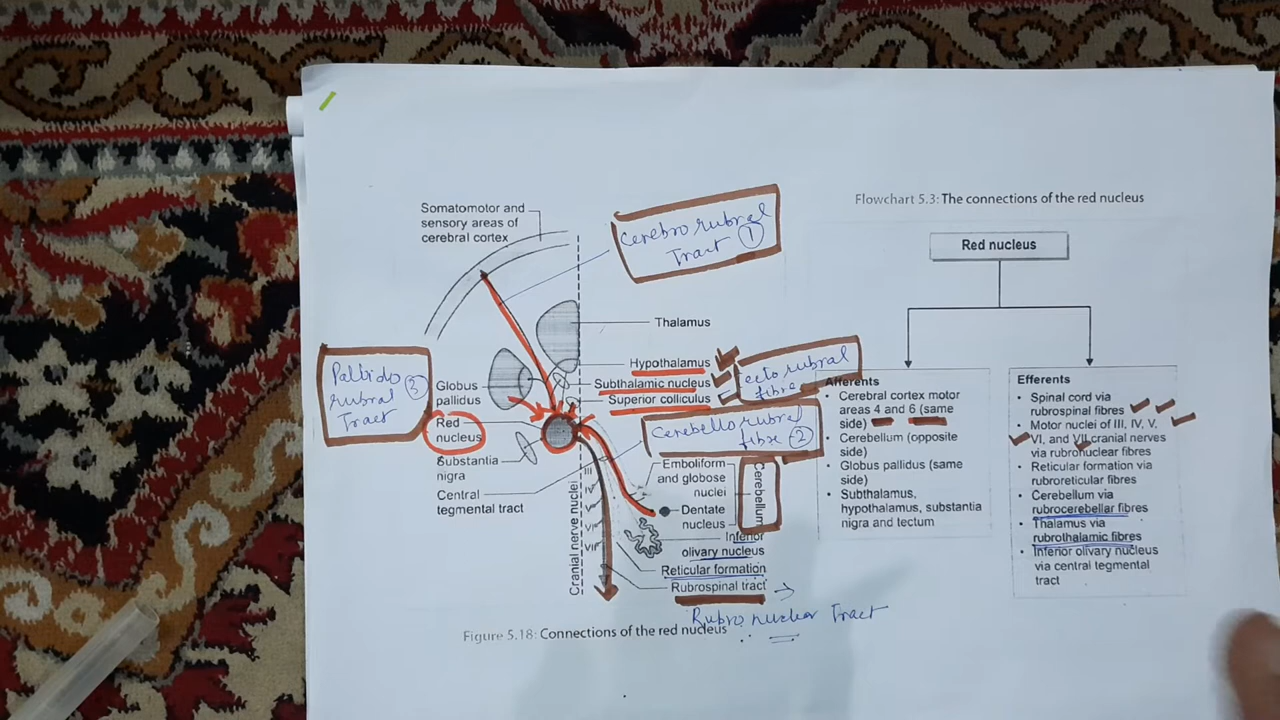 Somatomotor and
sensory areas of
cerebral cortex
Cerebro rubral
Tract ①
Thalamus
Hypothalamus
Subthalamic nucleus
Superior colliculus
ecto rubral
fibre
Pallido ③
rubral
Tract
Globus
pallidus
Red
nucleus
Substantia
nigra
Central
tegmental tract
Cerebello rubral
fibre -②
Emboliform
and globose
nuclei
Dentate
nucleus
Cerebellum
Inferior
olivary nucleus
Reticular formation
Rubrospinal tract →
Rubro nuclear Tract
Cranial nerve nuclei
III
IV
V
VI
VII
Figure 5.18: Connections of the red nucleus
Flowchart 5.3: The connections of the red nucleus
Red nucleus
Afferents
• Cerebral cortex motor
areas 4 and 6 (same
side)
• Cerebellum (opposite
side)
• Globus pallidus (same
side)
• Subthalamus,
hypothalamus, substantia
nigra and tectum
Efferents
• Spinal cord via
rubrospinal fibres
• Motor nuclei of III, IV, V,
VI, and VII cranial nerves
via rubronuclear fibres
• Reticular formation via
rubroreticular fibres
• Cerebellum via
rubrocerebellar fibres
• Thalamus via
rubrothalamic fibres
• Inferior olivary nucleus
via central tegmental
tract